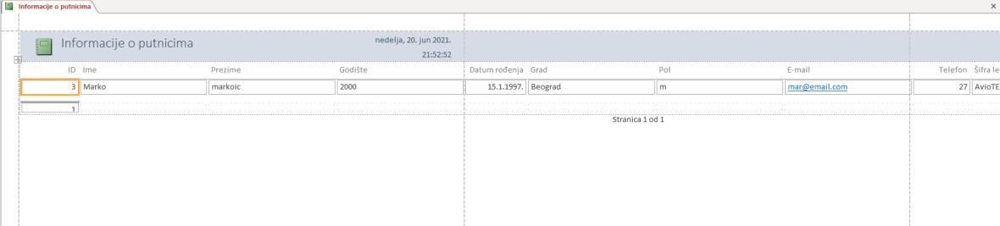 Informacije o putnicima
Informacije o putnicima nedelja, 20. jun 2021.
21:52:52
ID Ime Prezime Godište Datum rođenja Grad Pol E-mail Telefon Šifra le
3 Marko markoic 2000 15.1.1997. Beograd m mar@email.com 27 AvioTE
1
Stranica 1 od 1